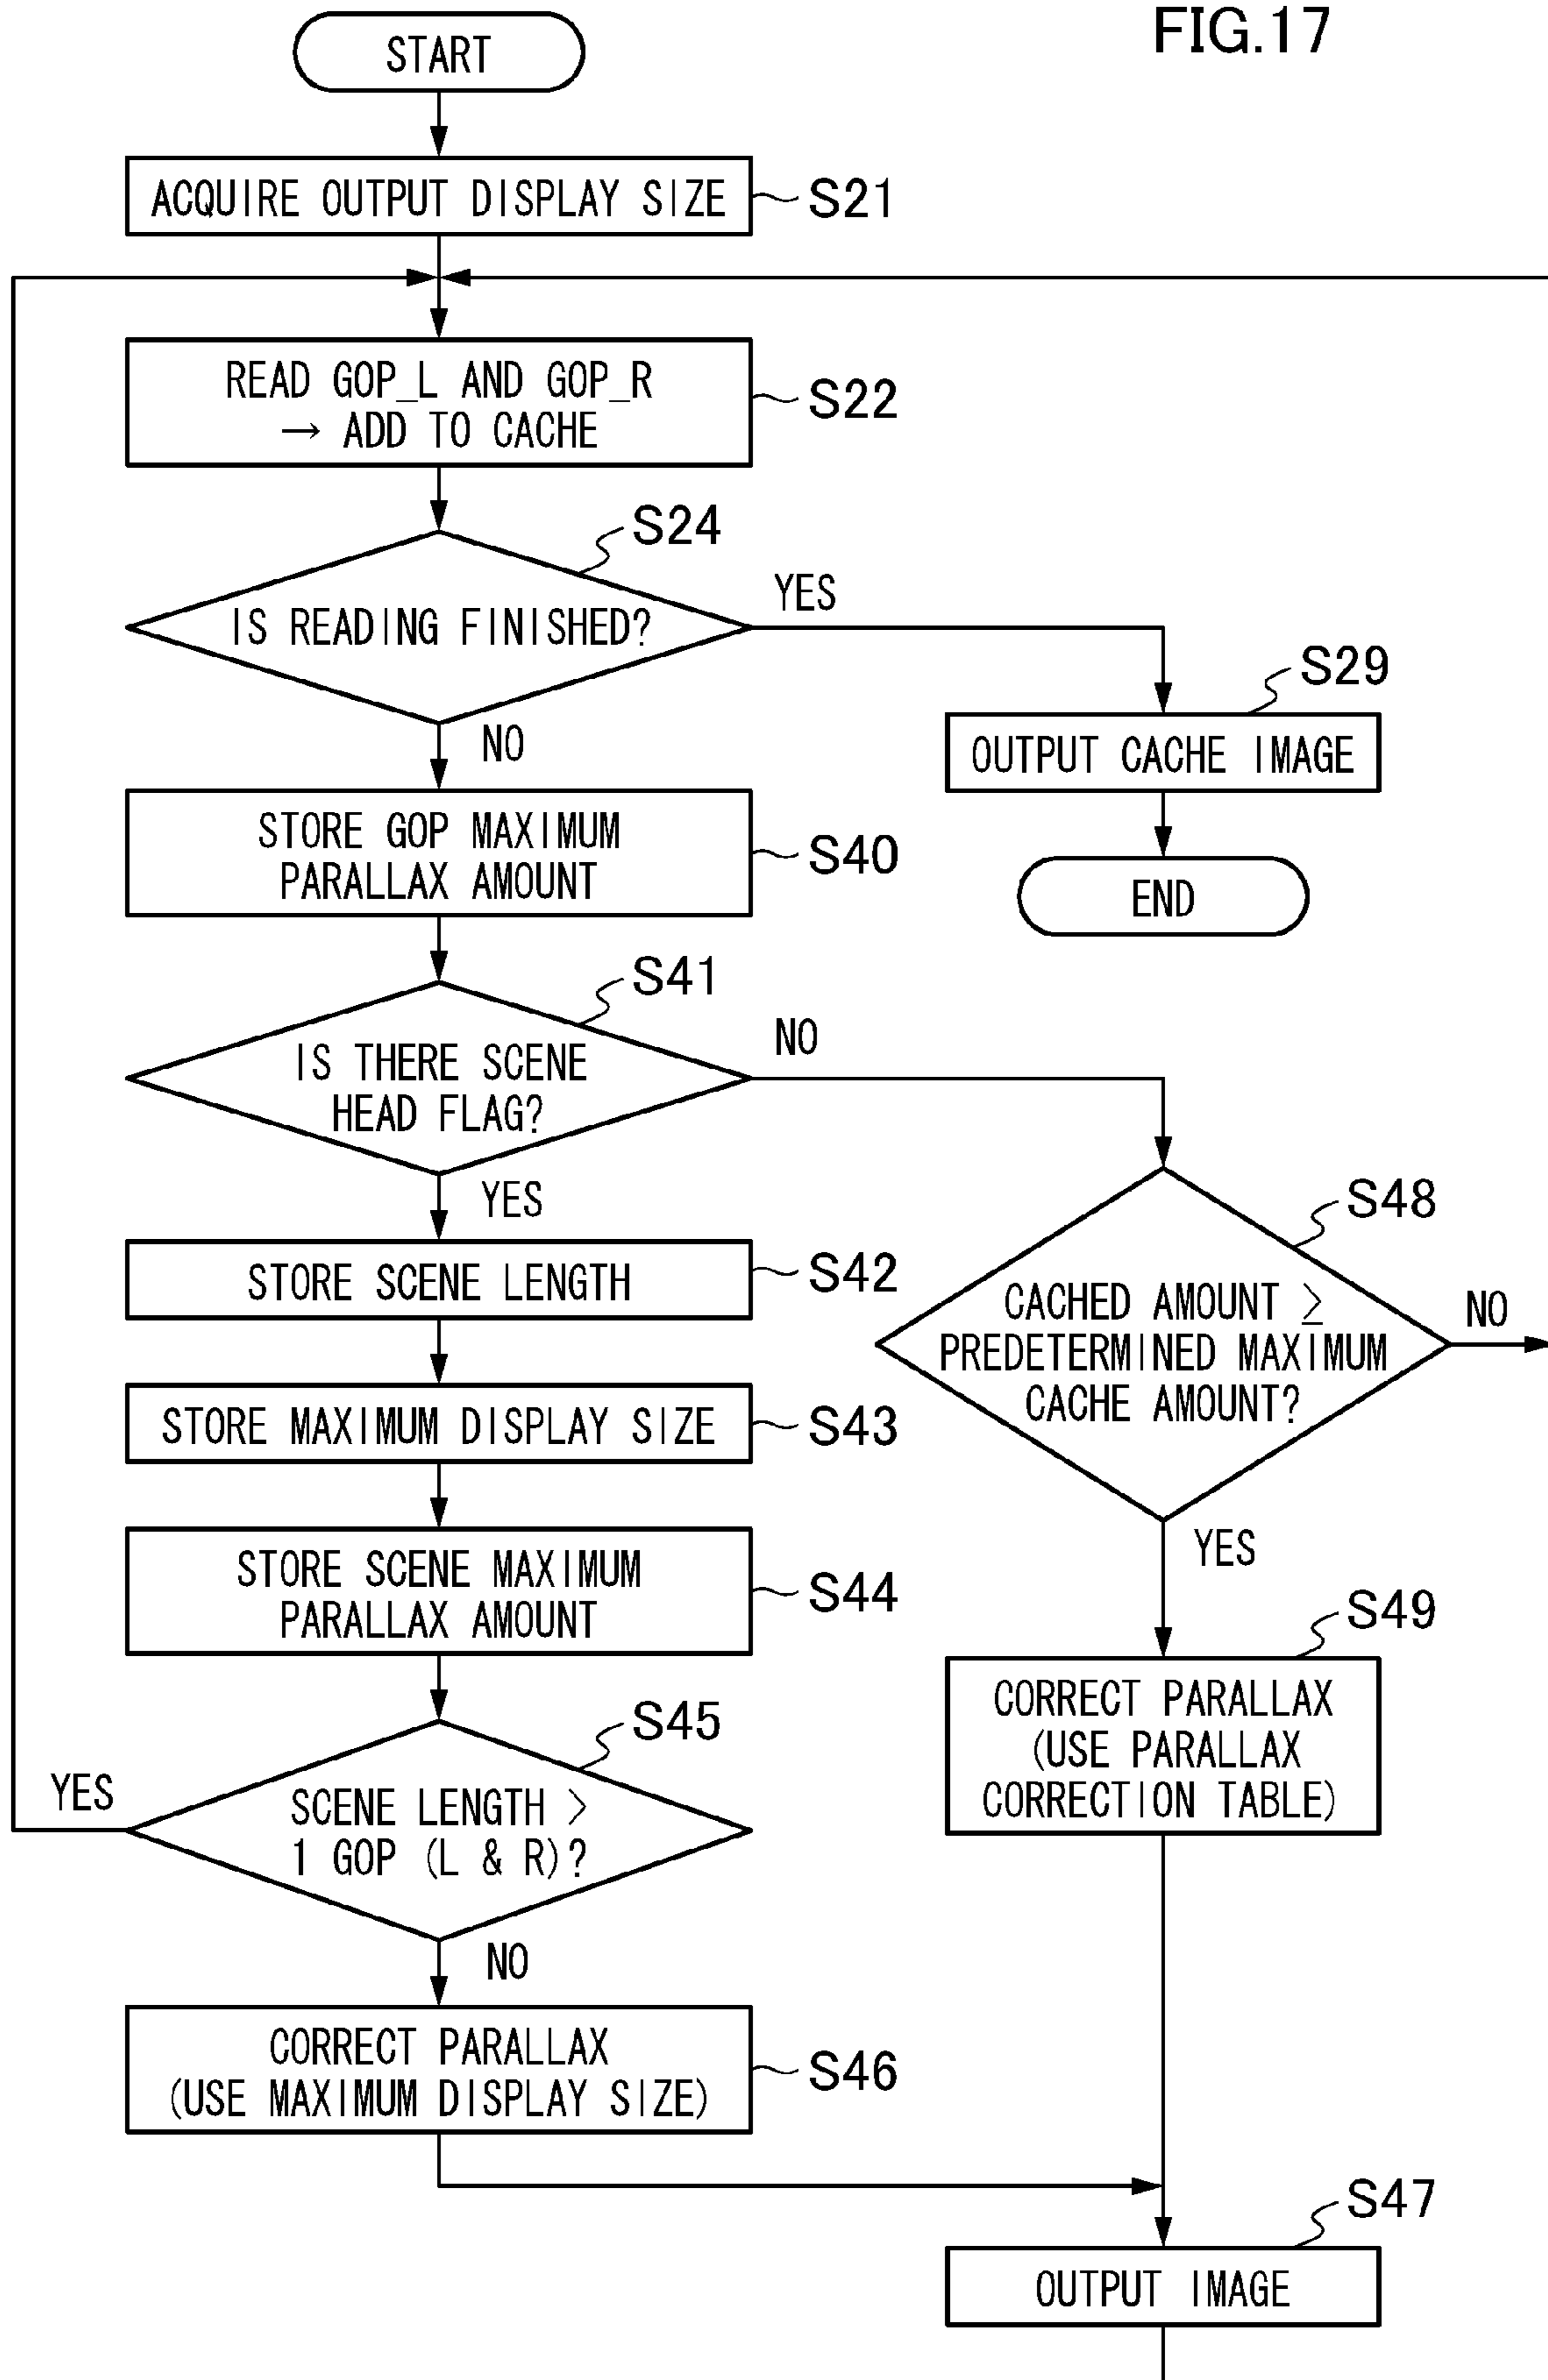 FIG.17
START
ACQUIRE OUTPUT DISPLAY SIZE
S21
READ GOP_L AND GOP_R
→ ADD TO CACHE
S22
S24
IS READING FINISHED?
YES
NO
S29
OUTPUT CACHE IMAGE
END
STORE GOP MAXIMUM
PARALLAX AMOUNT
S40
S41
IS THERE SCENE
HEAD FLAG?
NO
YES
STORE SCENE LENGTH
S42
S48
CACHED AMOUNT ≥
PREDETERMINED MAXIMUM
CACHE AMOUNT?
NO
YES
STORE MAXIMUM DISPLAY SIZE
S43
STORE SCENE MAXIMUM
PARALLAX AMOUNT
S44
S49
CORRECT PARALLAX
(USE PARALLAX
CORRECTION TABLE)
S45
SCENE LENGTH >
1 GOP (L & R)?
YES
NO
CORRECT PARALLAX
(USE MAXIMUM DISPLAY SIZE)
S46
S47
OUTPUT IMAGE